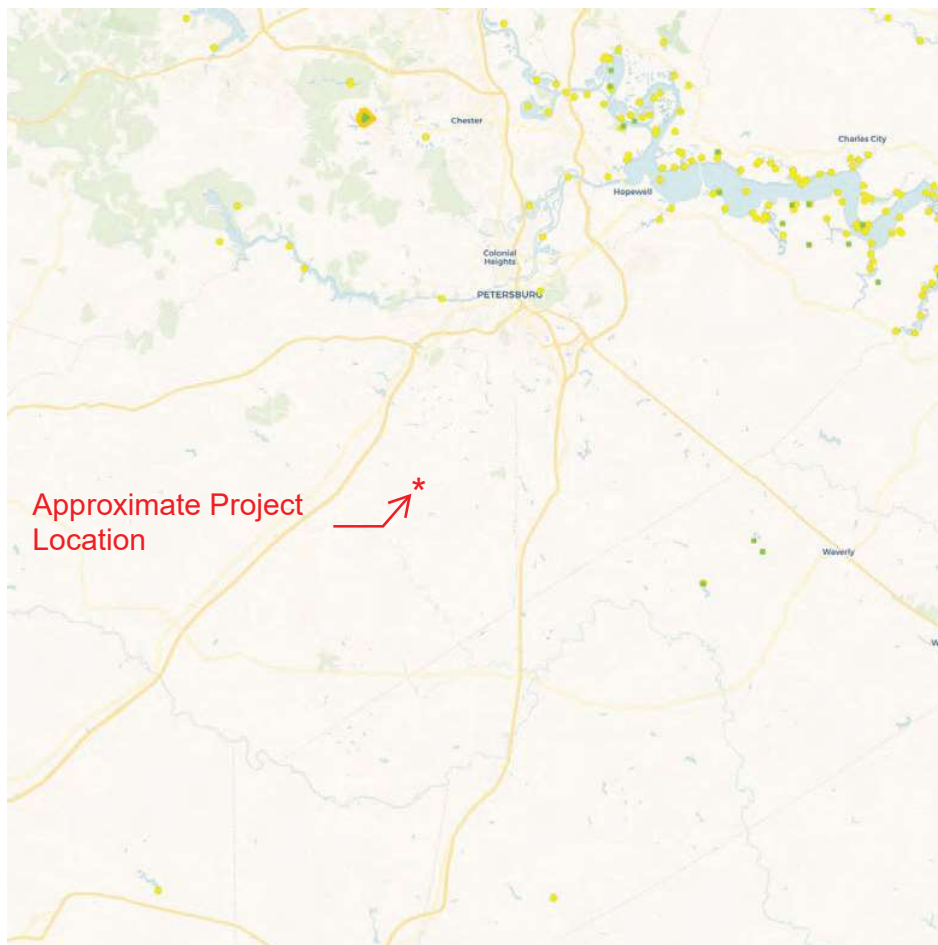 Chester
Charles City
Hopewell
Colonial
Heights
PETERSBURG
*
Approximate Project
Location
Waverly
W